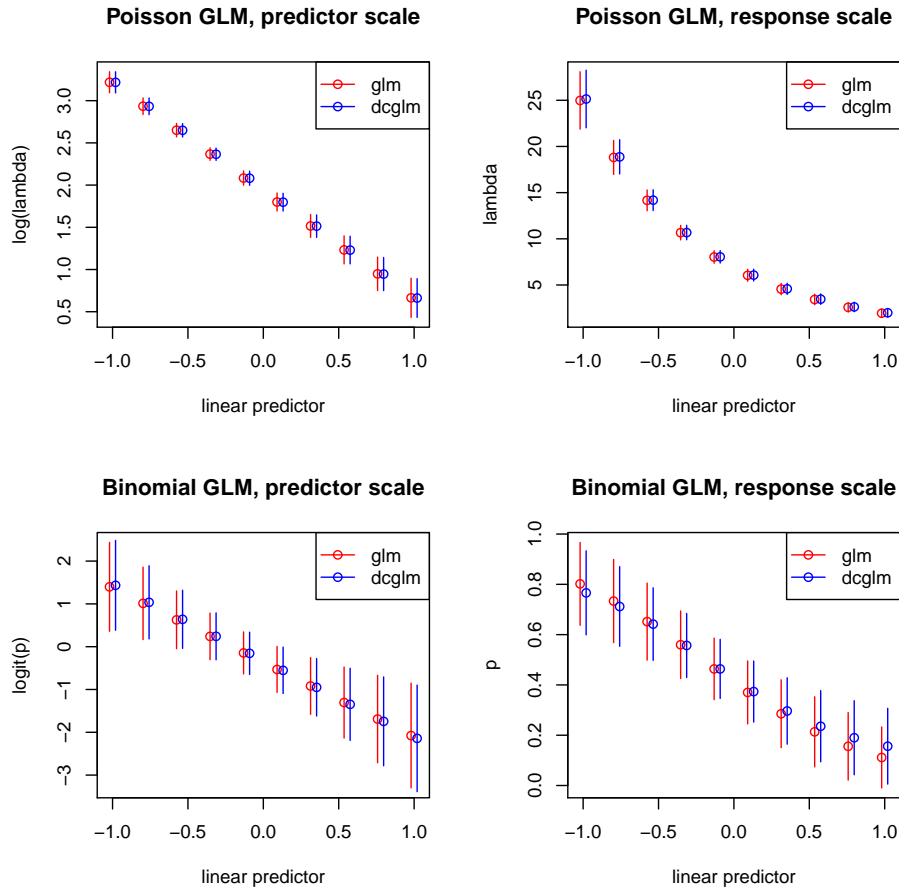 Poisson GLM, predictor scale
glm
dcglm
log(lambda)
0.5 1.0 1.5 2.0 2.5 3.0
−1.0 −0.5 0.0 0.5 1.0
linear predictor
Poisson GLM, response scale
glm
dcglm
lambda
5 10 15 20 25
−1.0 −0.5 0.0 0.5 1.0
linear predictor
Binomial GLM, predictor scale
glm
dcglm
logit(p)
−3 −2 −1 0 1 2
−1.0 −0.5 0.0 0.5 1.0
linear predictor
Binomial GLM, response scale
glm
dcglm
p
0.0 0.2 0.4 0.6 0.8 1.0
−1.0 −0.5 0.0 0.5 1.0
linear predictor